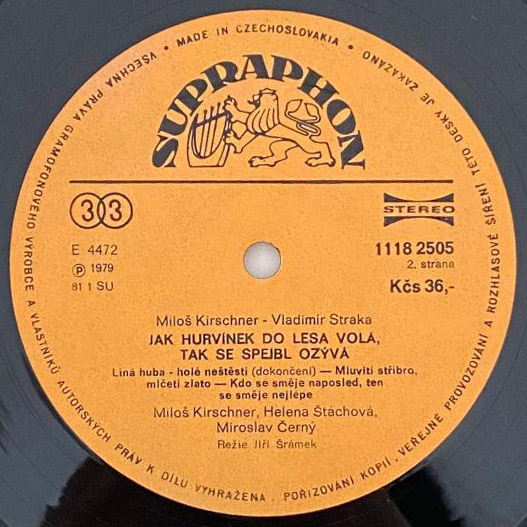 • MADE IN CZECHOSLOVAKIA •
VŠECHNA PRÁVA GRAMOFONOVÉHO VÝROBCE A VLASTNÍKŮ AUTORSKÝCH PRÁV K DÍLU VYHRAŽENA. POŘIZOVÁNÍ KOPIÍ, VEŘEJNÉ PROVOZOVÁNÍ A ROZHLASOVÉ ŠÍŘENÍ TÉTO DESKY JE ZAKÁZÁNO
SUPRAPHON
33
STEREO
E 4472
1118 2505
Ⓟ 1979
2. strana
81 1 SU
Kčs 36,-
Miloš Kirschner - Vladimír Straka
JAK HURVÍNEK DO LESA VOLÁ,
TAK SE SPEJBL OZÝVÁ
Líná huba - holé neštěstí (dokončení) — Mluviti stříbro,
mlčeti zlato — Kdo se směje naposled, ten
se směje nejlépe
Miloš Kirschner, Helena Štáchová,
Miroslav Černý
Režie Jiří Šrámek